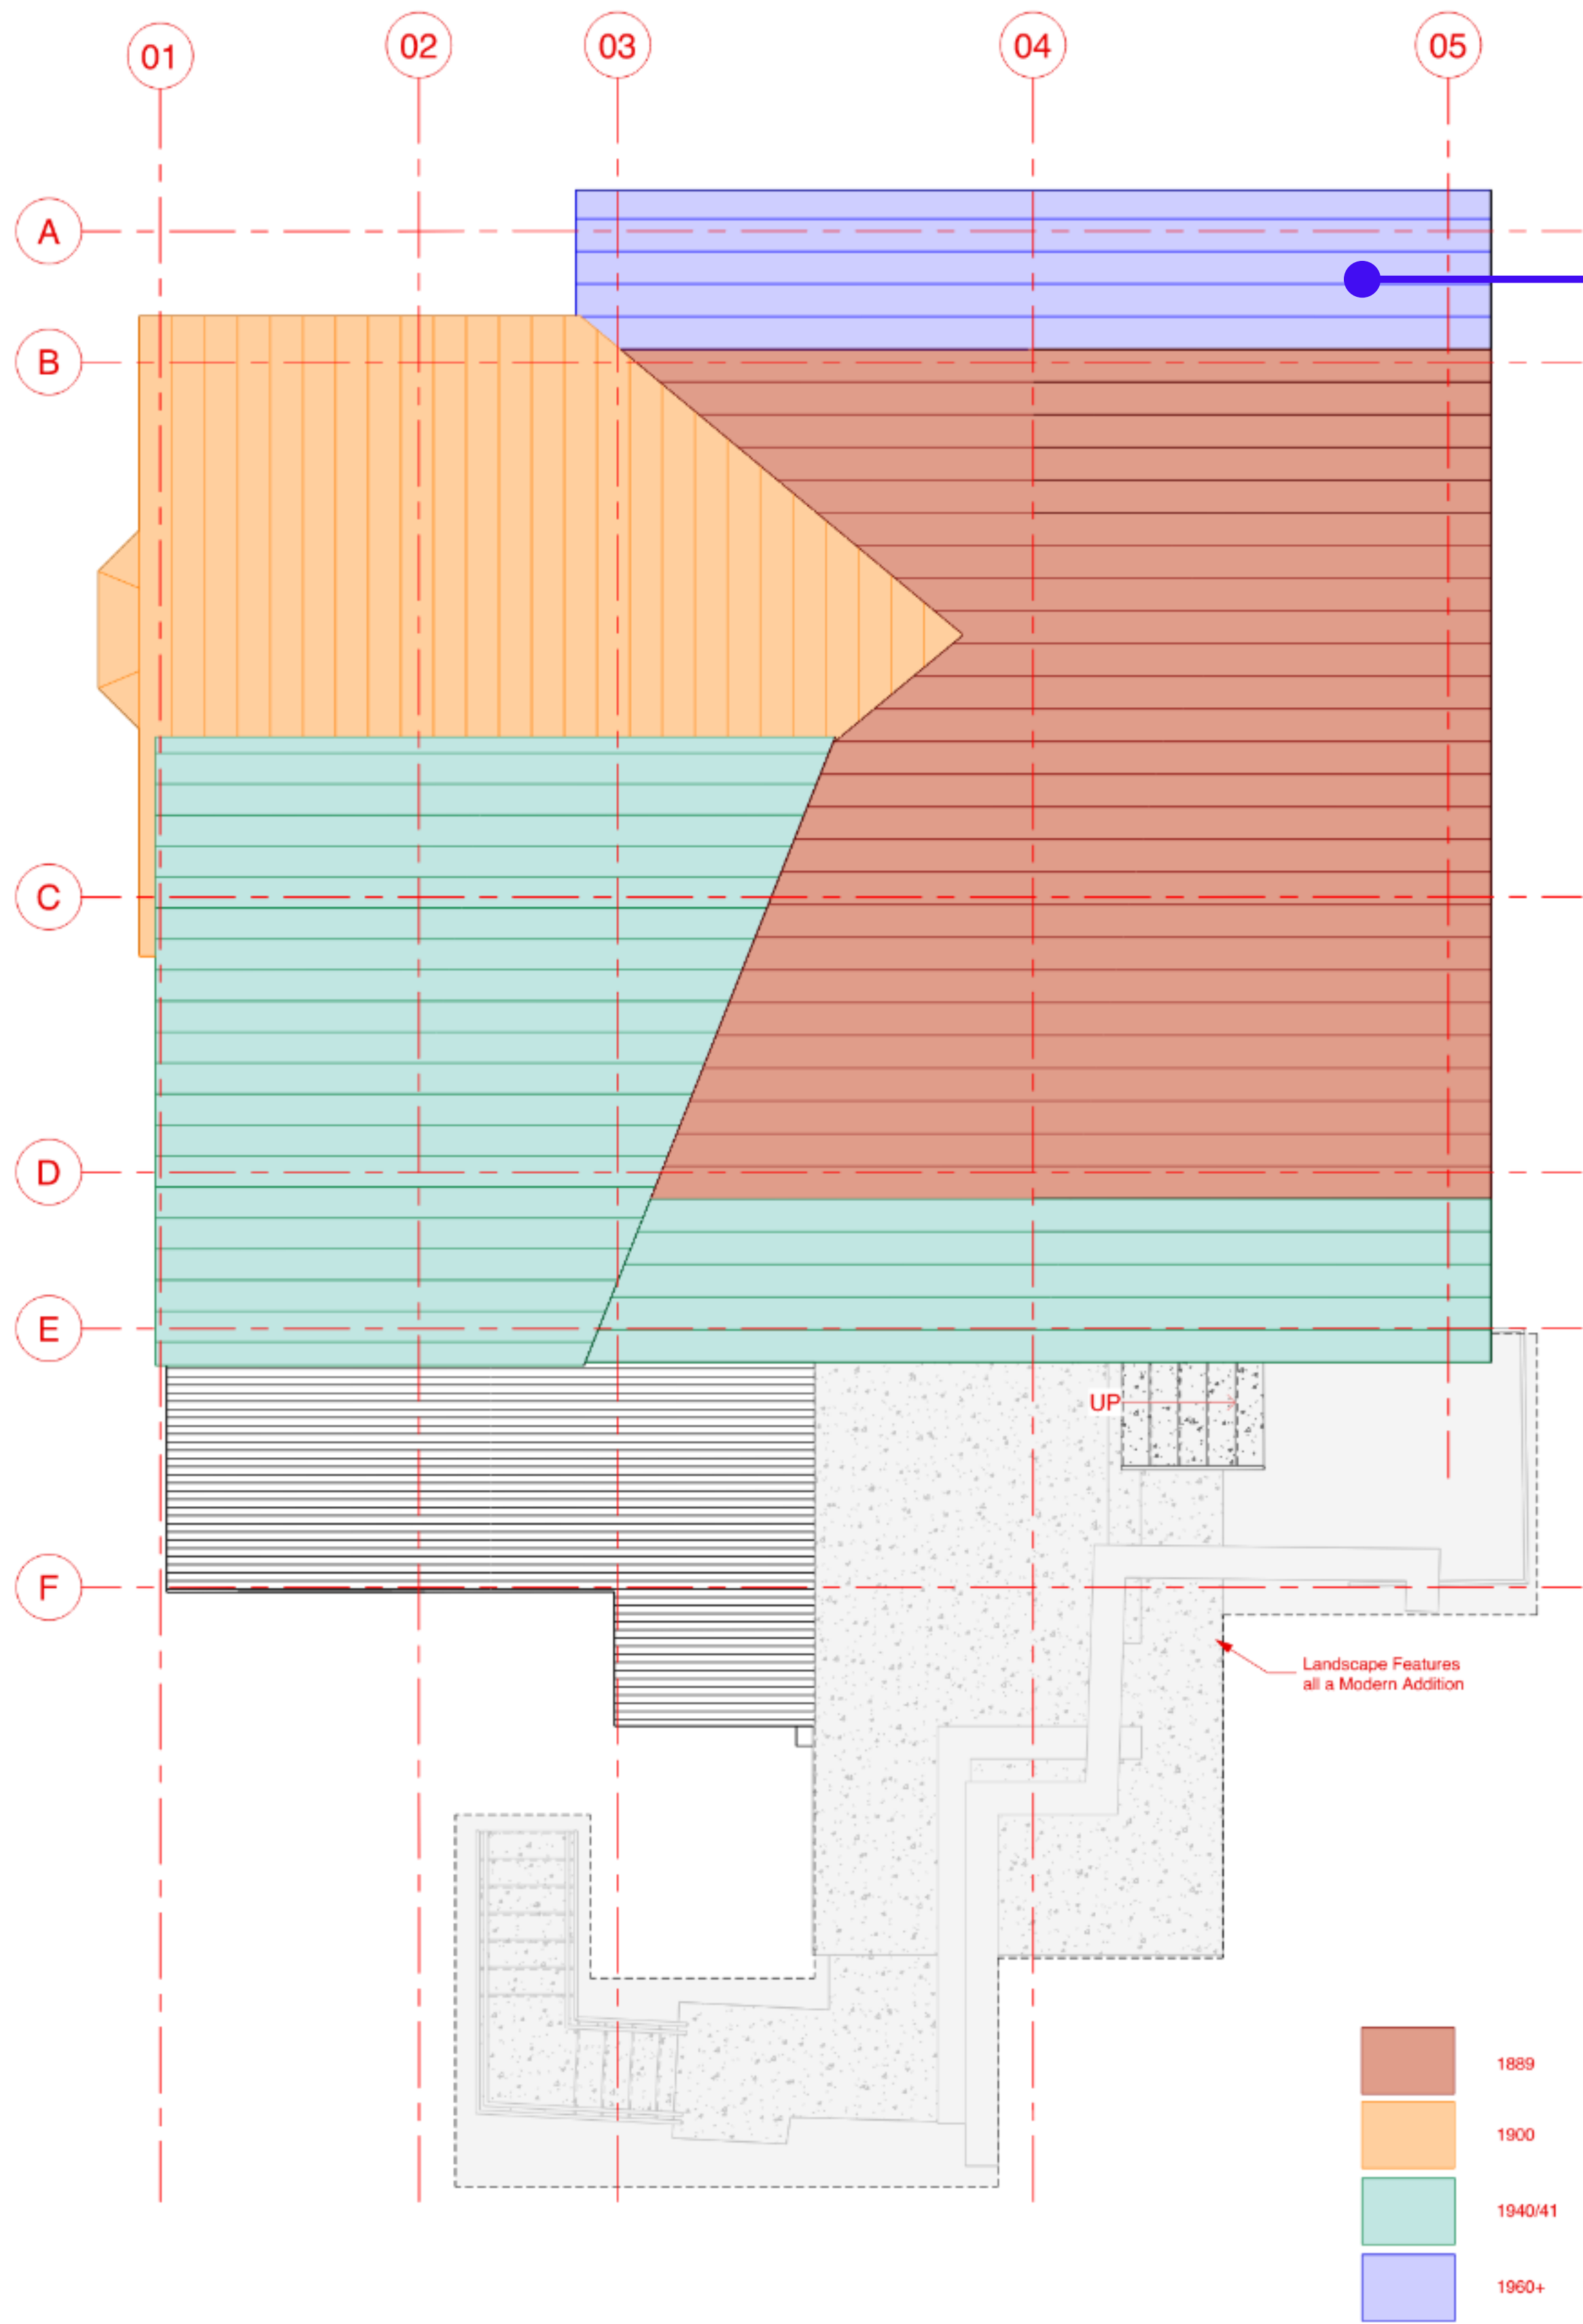 01
02
03
04
05
A
B
C
D
E
UP
F
Landscape Features
all a Modern Addition
1889
1900
1940/41
1960+